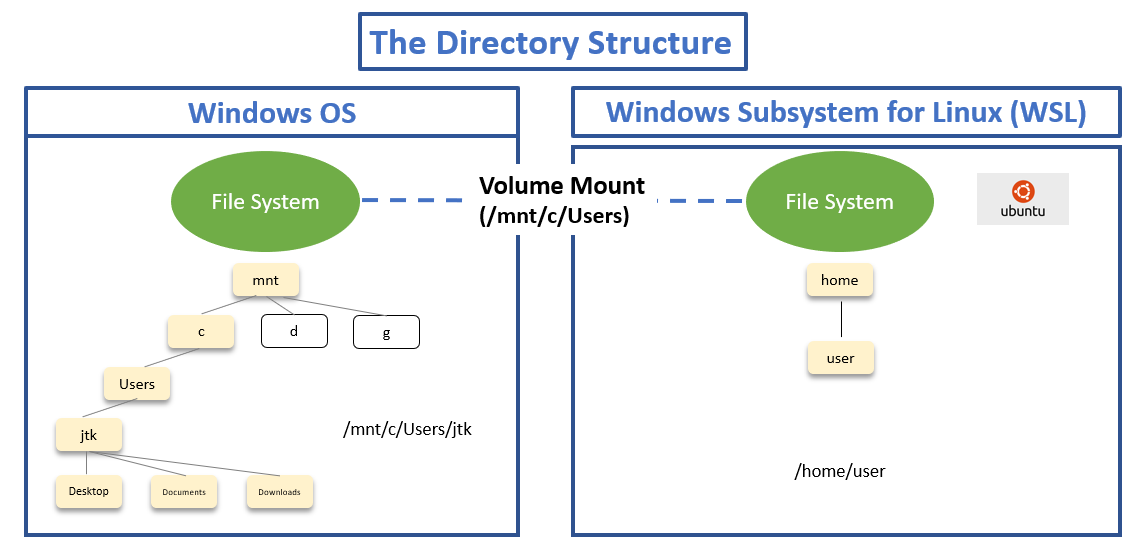 The Directory Structure
Windows OS
Windows Subsystem for Linux (WSL)
File System
Volume Mount
(/mnt/c/Users)
File System
ubuntu
mnt
home
c
d
g
user
Users
jtk
/mnt/c/Users/jtk
/home/user
Desktop
Documents
Downloads